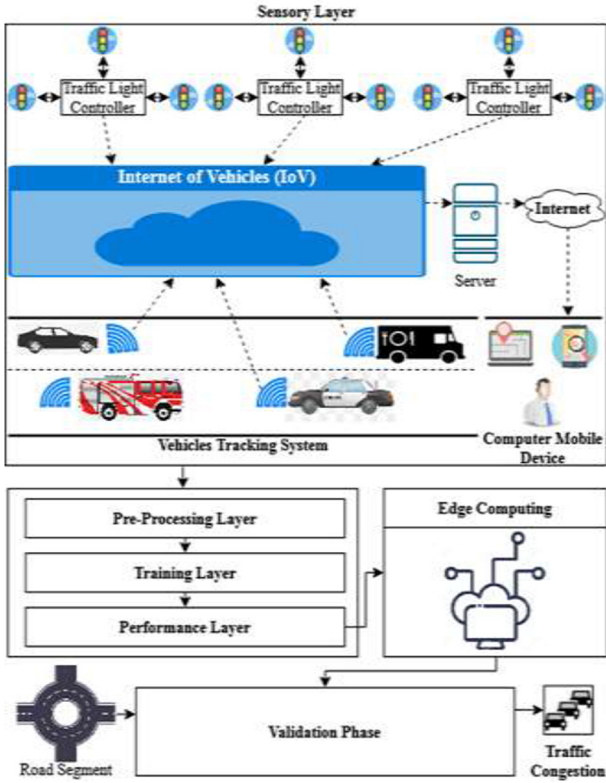 Sensory Layer
Traffic Light
Controller
Traffic Light
Controller
Traffic Light
Controller
Internet of Vehicles (IoV)
Internet
Server
Vehicles Tracking System
Computer Mobile
Device
Pre-Processing Layer
Training Layer
Performance Layer
Edge Computing
Validation Phase
Road Segment
Traffic
Congestion